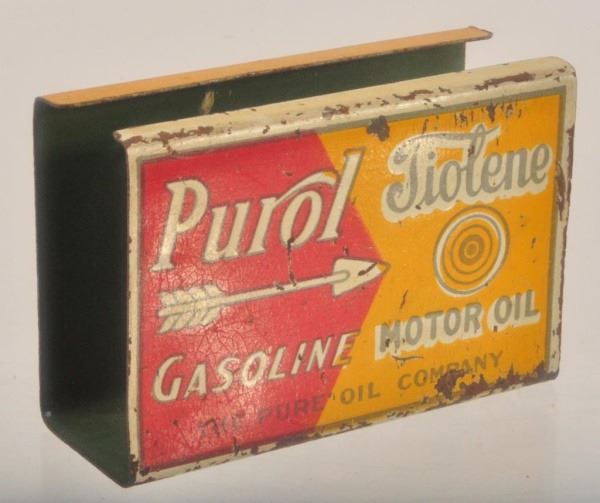 Purol
GASOLINE
Tiolene
MOTOR OIL
THE PURE OIL COMPANY